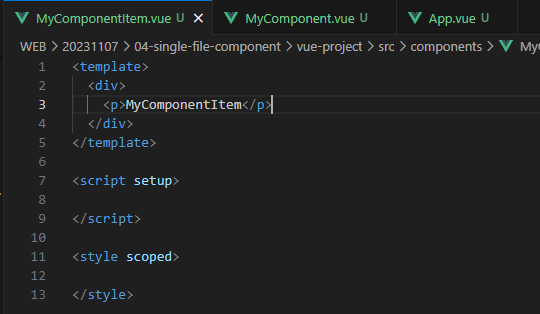 MyComponentItem.vue U × MyComponent.vue U App.vue U
WEB > 20231107 > 04-single-file-component > vue-project > src > components > My
1 <template>
2 <div>
3 <p>MyComponentItem</p>
4 </div>
5 </template>
6
7 <script setup>
8
9 </script>
10
11 <style scoped>
12
13 </style>